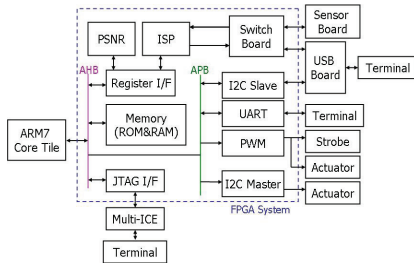 PSNR
ISP
Switch
Board
Sensor
Board
USB
Board
Terminal
AHB
APB
Register I/F
I2C Slave
Memory
(ROM&RAM)
UART
Terminal
ARM7
Core Tile
PWM
Strobe
Actuator
JTAG I/F
I2C Master
Actuator
FPGA System
Multi-ICE
Terminal